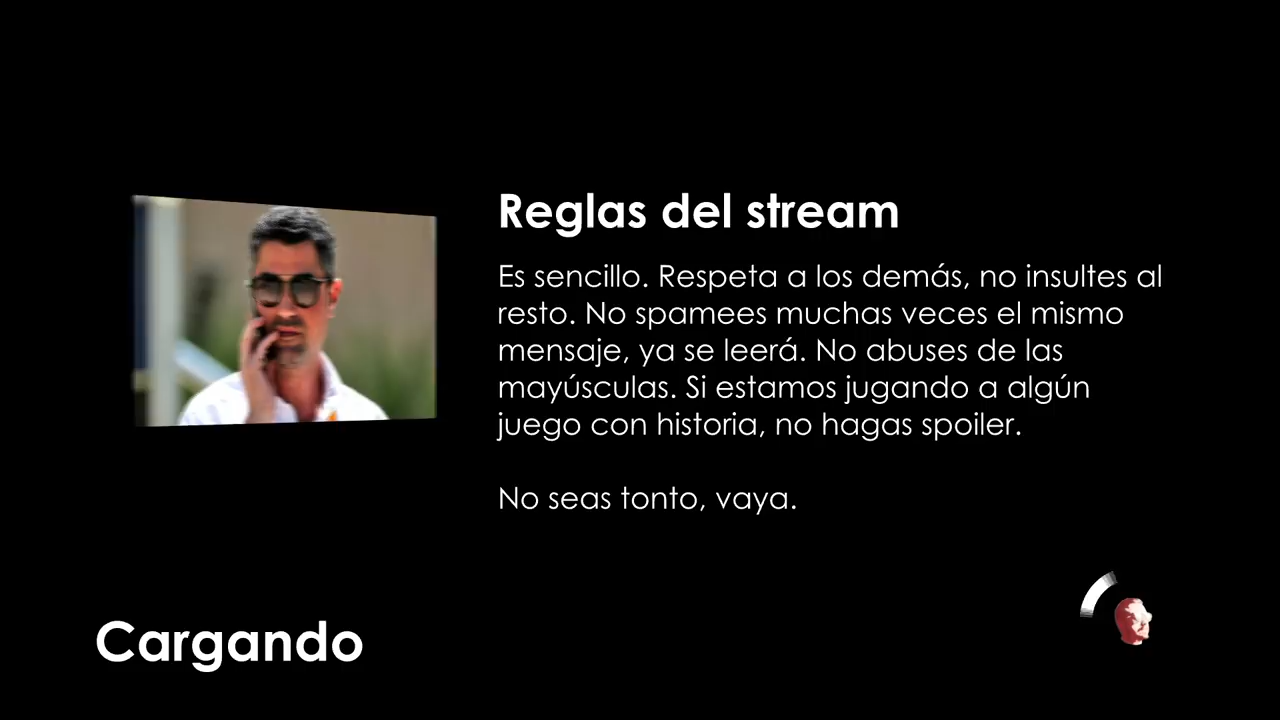 Reglas del stream
Es sencillo. Respeta a los demás, no insultes al
resto. No spamees muchas veces el mismo
mensaje, ya se leerá. No abuses de las
mayúsculas. Si estamos jugando a algún
juego con historia, no hagas spoiler.
No seas tonto, vaya.
Cargando